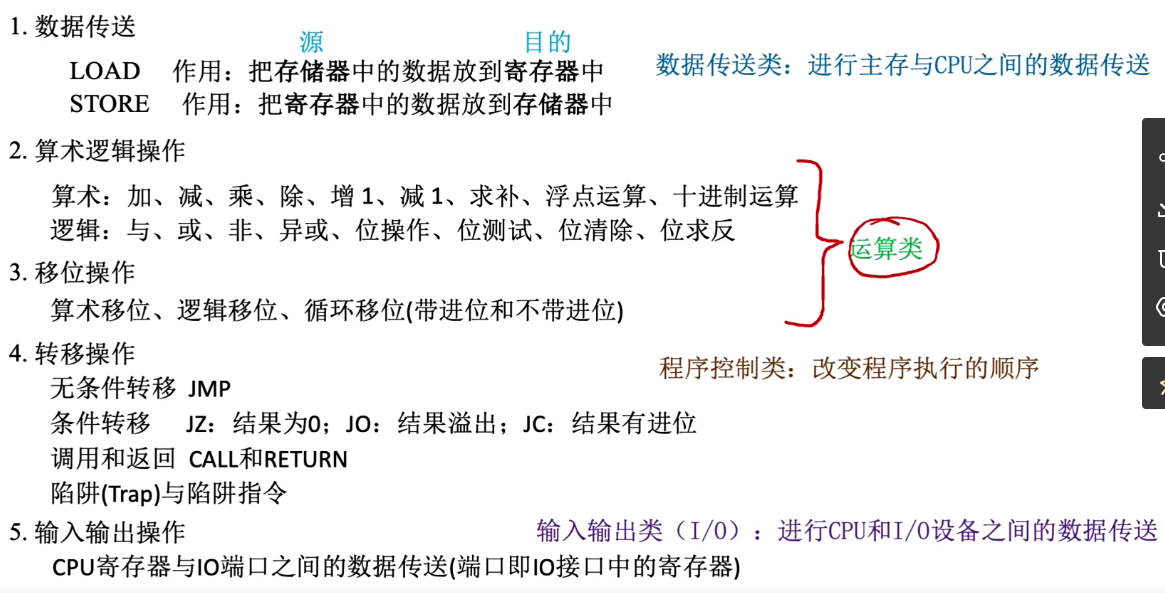 1. 数据传送
源 目的
LOAD 作用：把存储器中的数据放到寄存器中
数据传送类：进行主存与CPU之间的数据传送
STORE 作用：把寄存器中的数据放到存储器中
2. 算术逻辑操作
算术：加、减、乘、除、增 1、减 1、求补、浮点运算、十进制运算
逻辑：与、或、非、异或、位操作、位测试、位清除、位求反
运算类
3. 移位操作
算术移位、逻辑移位、循环移位(带进位和不带进位)
4. 转移操作
程序控制类：改变程序执行的顺序
无条件转移 JMP
条件转移 JZ：结果为0；JO：结果溢出；JC：结果有进位
调用和返回 CALL和RETURN
陷阱(Trap)与陷阱指令
5. 输入输出操作
输入输出类（I/O）：进行CPU和I/O设备之间的数据传送
CPU寄存器与IO端口之间的数据传送(端口即IO接口中的寄存器)